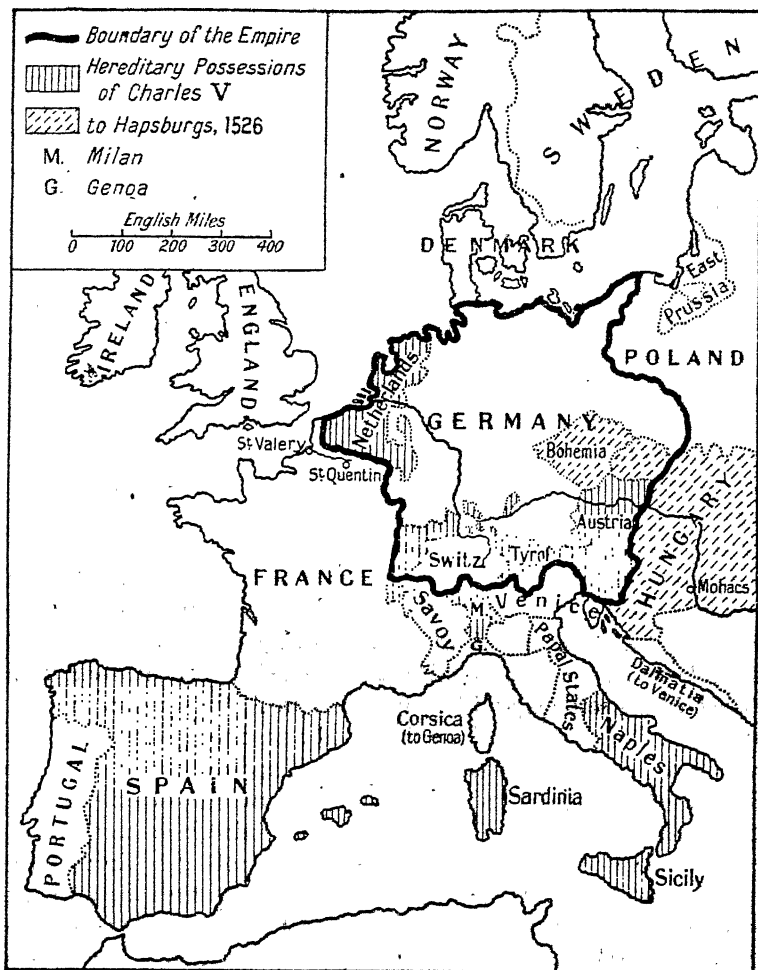 Boundary of the Empire
Hereditary Possessions
of Charles V
to Hapsburgs, 1526
M. Milan
G. Genoa
English Miles
0 100 200 300 400
NORWAY
SWEDEN
DENMARK
East
Prussia
IRELAND
ENGLAND
POLAND
Netherlands
GERMANY
St Valery
St Quentin
Bohemia
Austria
HUNGARY
Switz
Tyrol
FRANCE
Mohacs
Savoy
M
Venice
G
Papal States
Dalmatia
(to Venice)
Corsica
(to Genoa)
Naples
PORTUGAL
SPAIN
Sardinia
Sicily